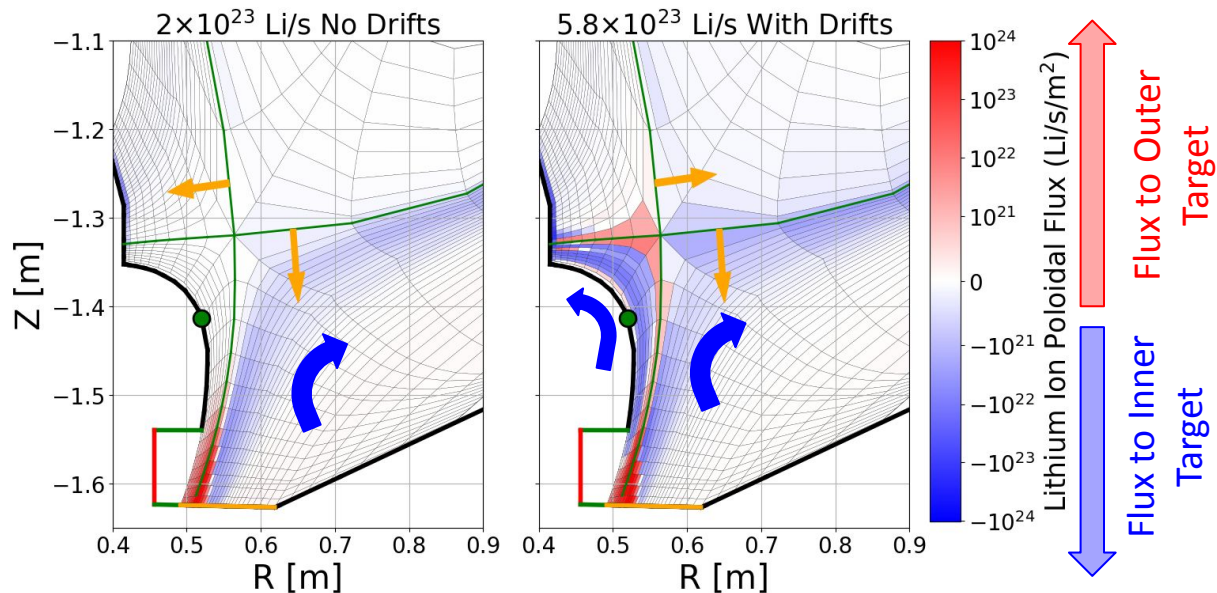 2×10²³ Li/s No Drifts
5.8×10²³ Li/s With Drifts
−1.1
−1.2
−1.3
−1.4
−1.5
−1.6
Z [m]
0.4 0.5 0.6 0.7 0.8 0.9
R [m]
0.4 0.5 0.6 0.7 0.8 0.9
R [m]
10²⁴
10²³
10²²
10²¹
0
−10²¹
−10²²
−10²³
−10²⁴
Lithium Ion Poloidal Flux (Li/s/m²)
Flux to Outer
Target
Flux to Inner
Target